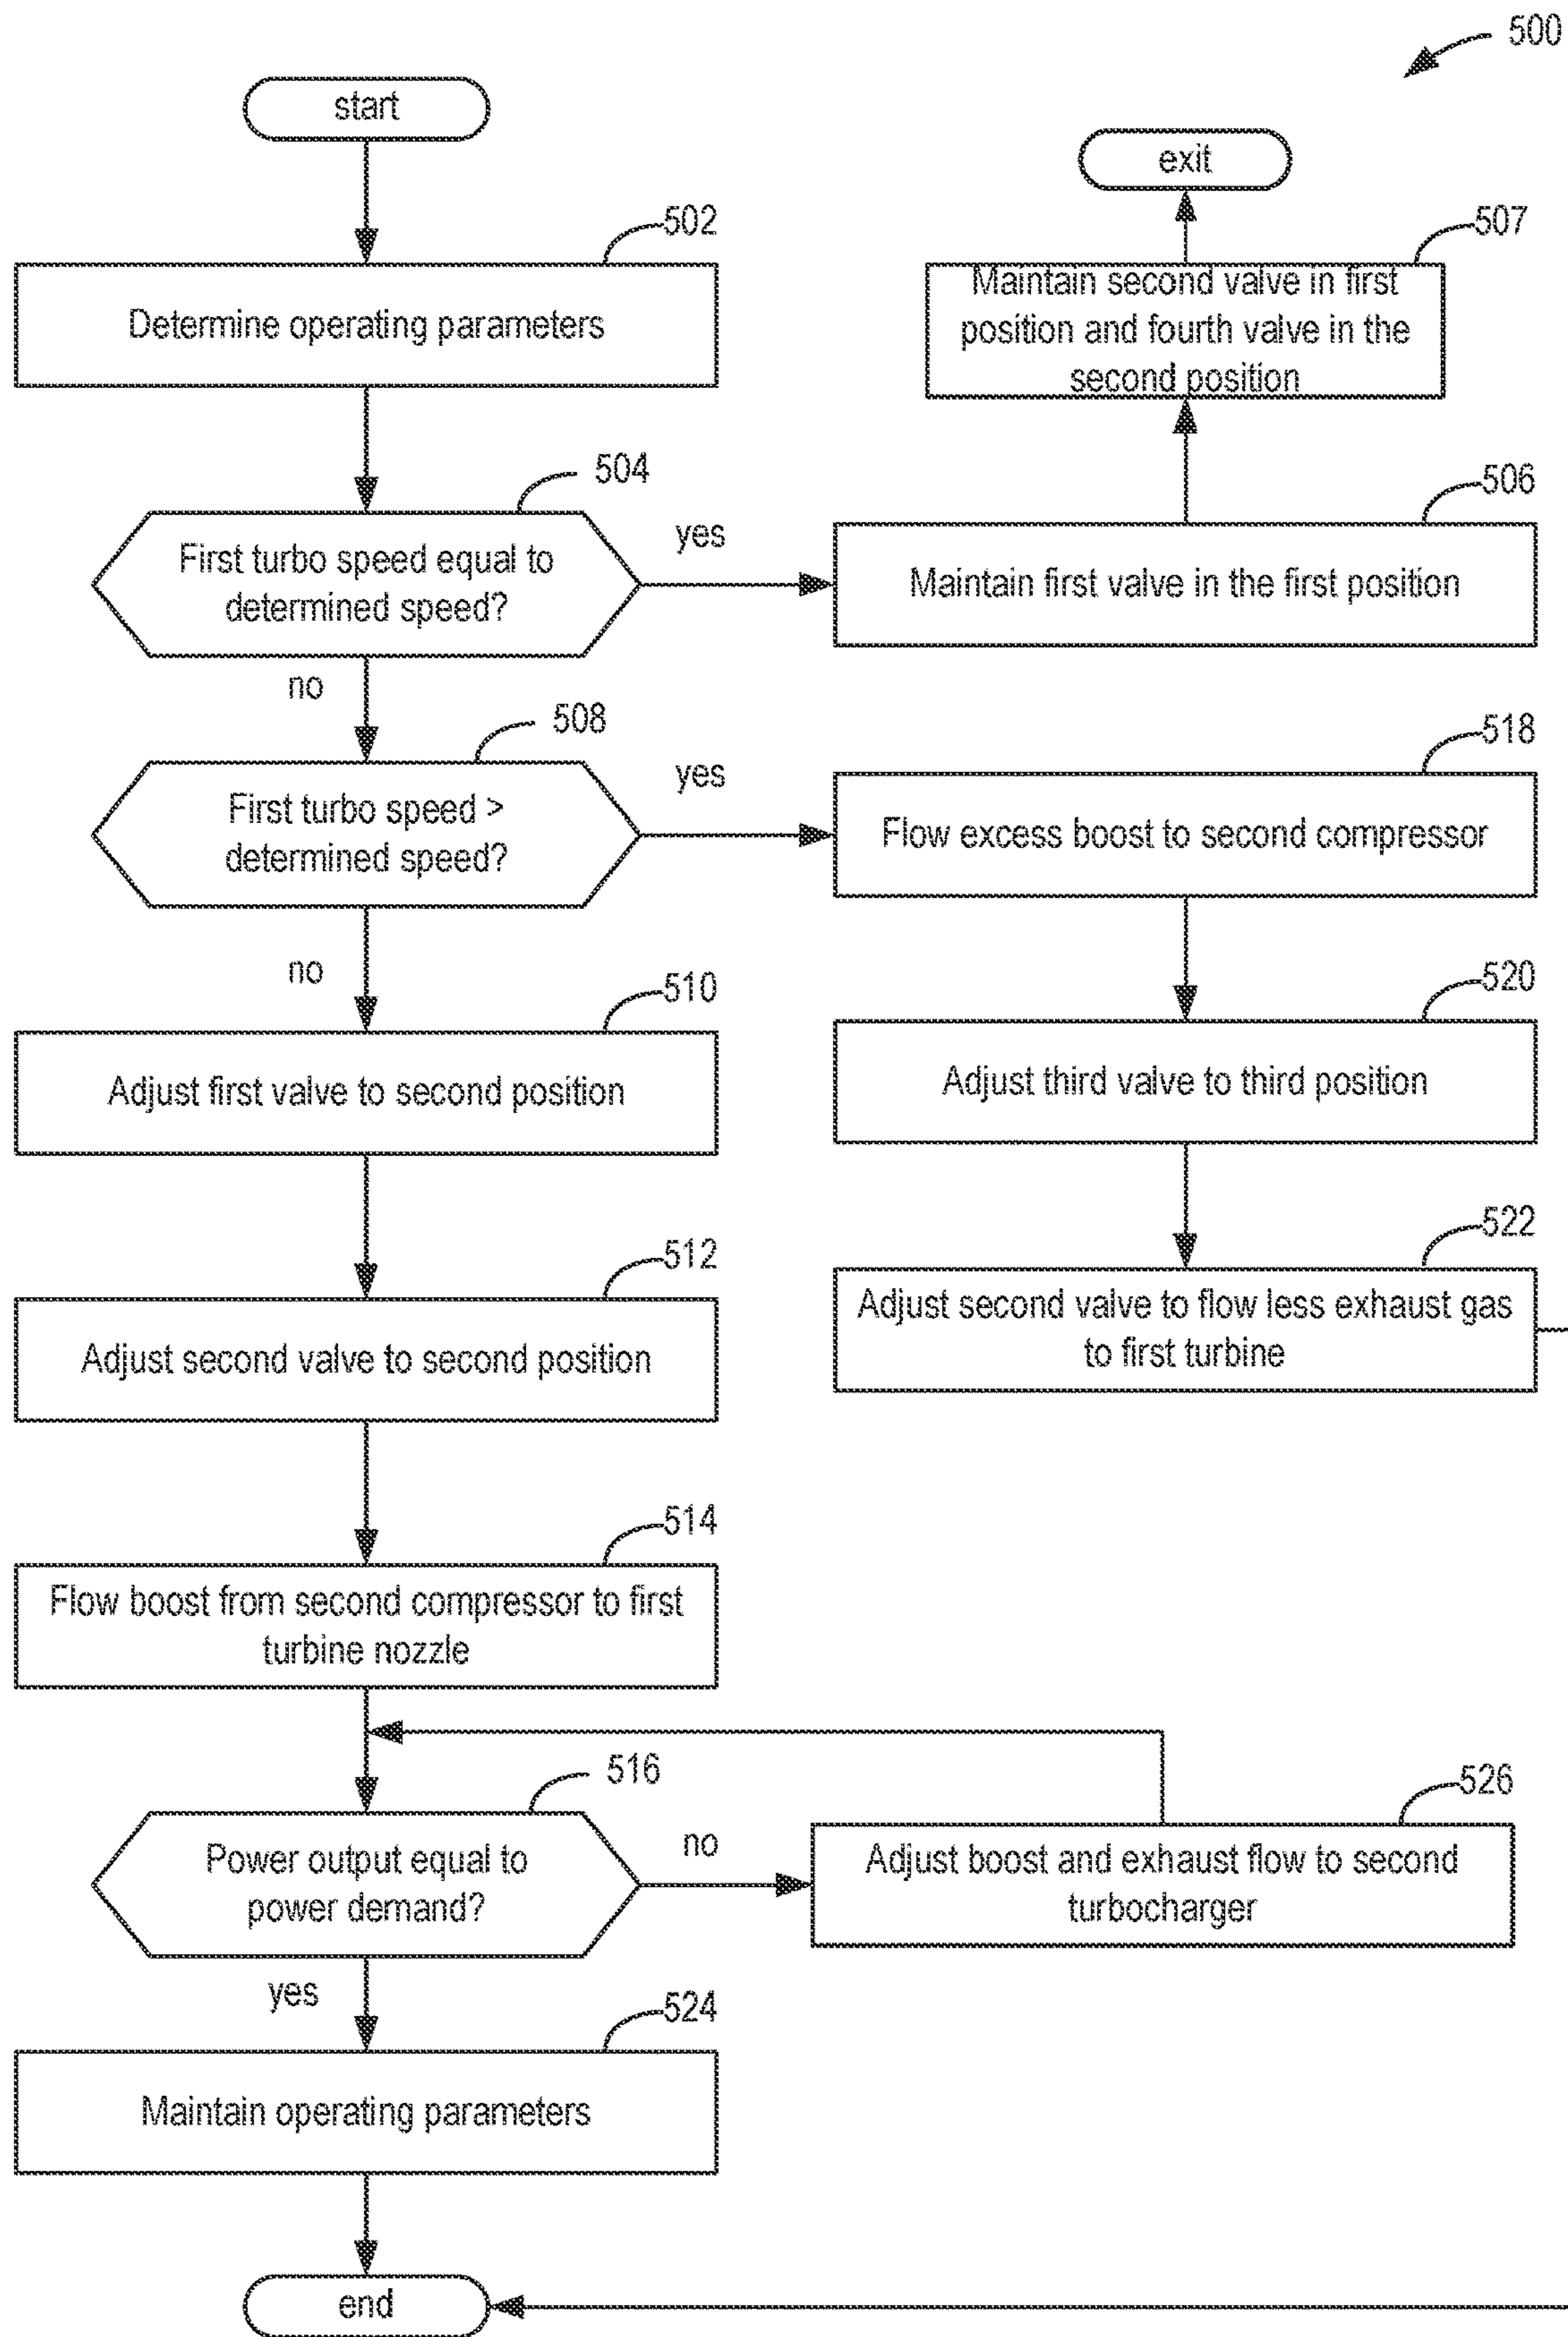 500
start
exit
502
Determine operating parameters
507
Maintain second valve in first
position and fourth valve in the
second position
504
First turbo speed equal to
determined speed?
yes
506
Maintain first valve in the first position
no
508
First turbo speed >
determined speed?
yes
518
Flow excess boost to second compressor
no
510
Adjust first valve to second position
520
Adjust third valve to third position
512
Adjust second valve to second position
522
Adjust second valve to flow less exhaust gas
to first turbine
514
Flow boost from second compressor to first
turbine nozzle
516
Power output equal to
power demand?
no
526
Adjust boost and exhaust flow to second
turbocharger
yes
524
Maintain operating parameters
end